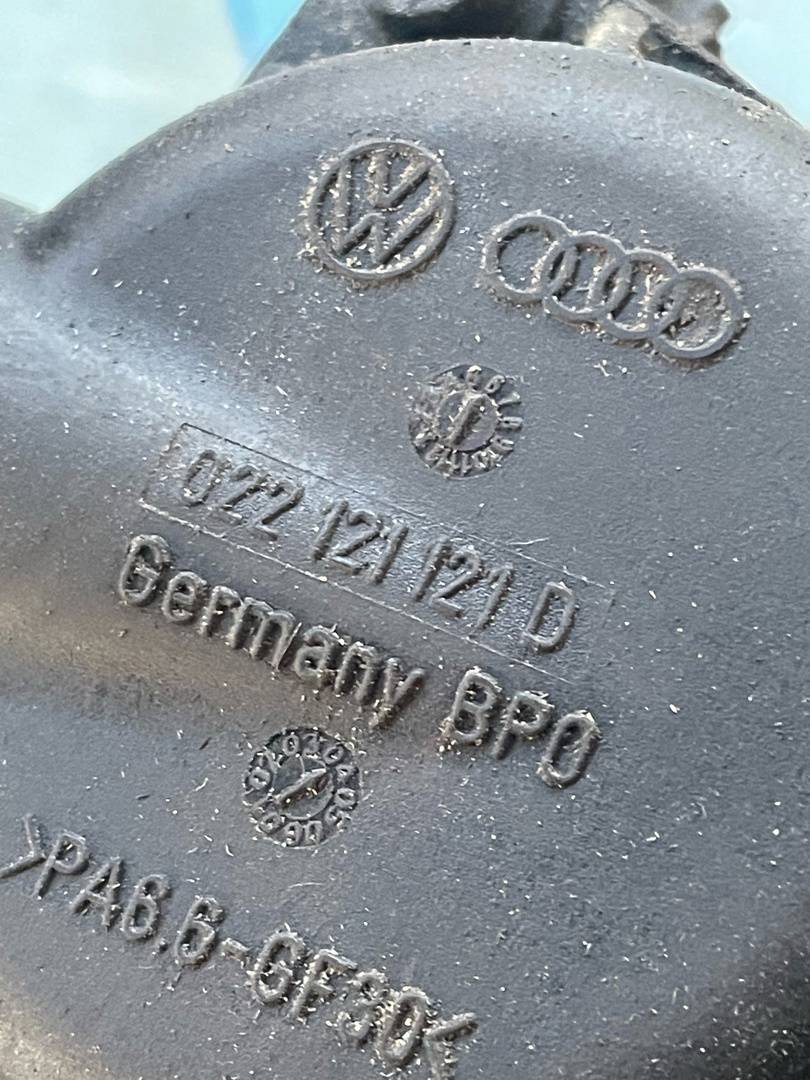 022 121 121 D
Germany BPO
>PA6.6-GF30<